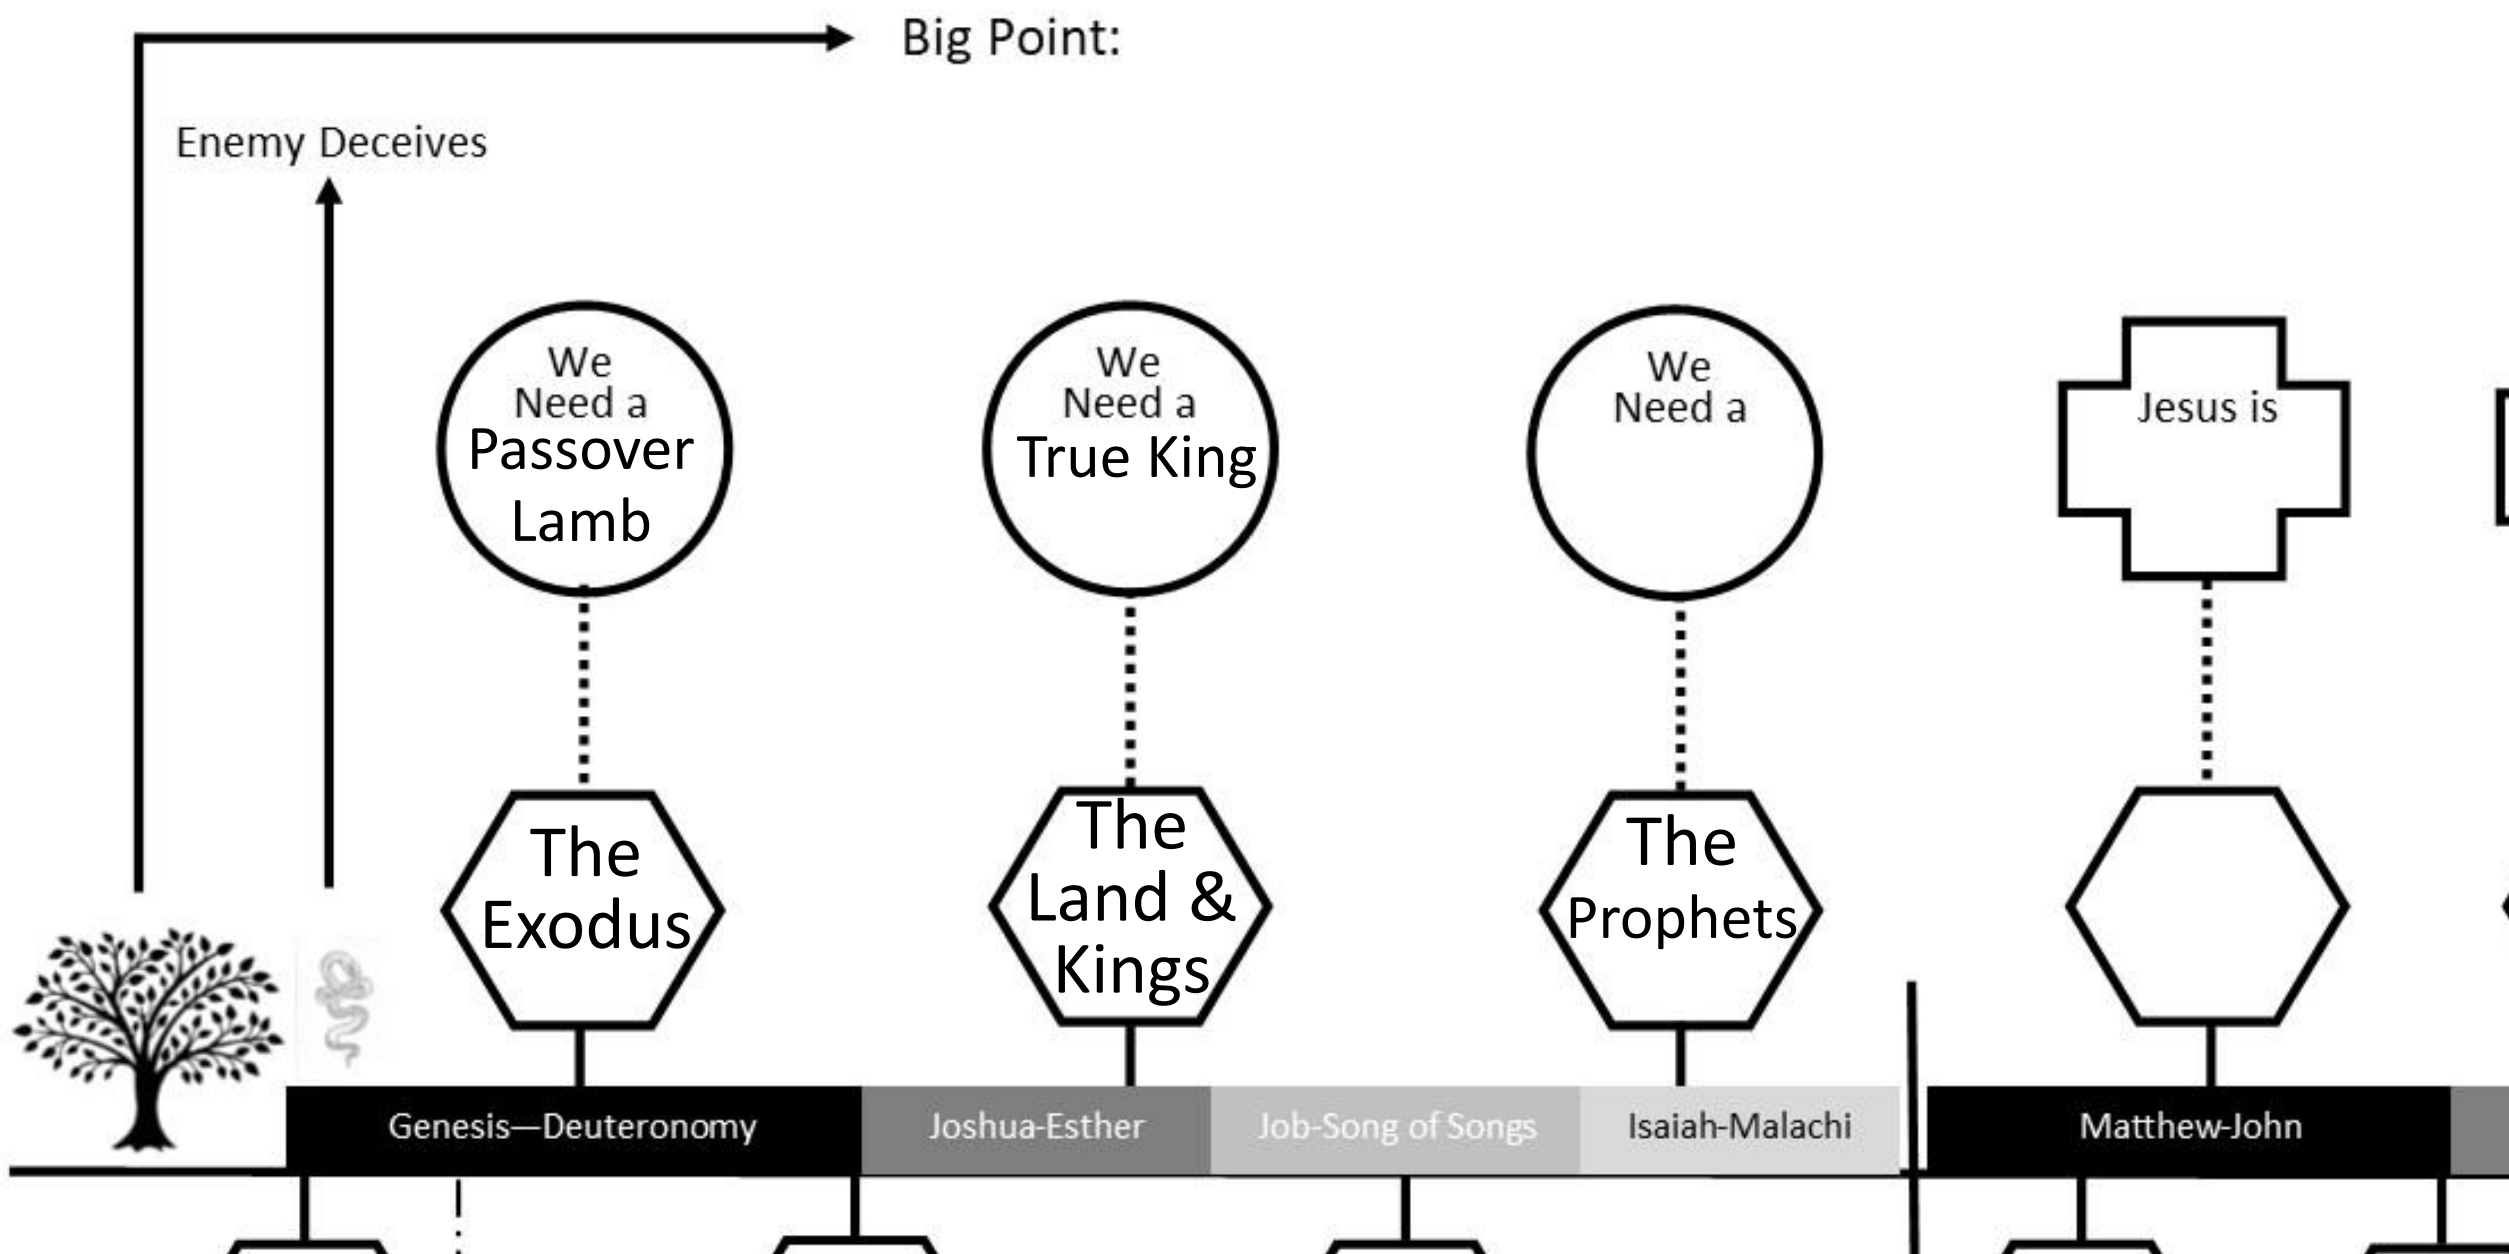 Big Point:
Enemy Deceives
We
Need a
Passover
Lamb
We
Need a
True King
We
Need a
Jesus is
The
Exodus
The
Land &
Kings
The
Prophets
Genesis—Deuteronomy
Joshua-Esther
Job-Song of Songs
Isaiah-Malachi
Matthew-John